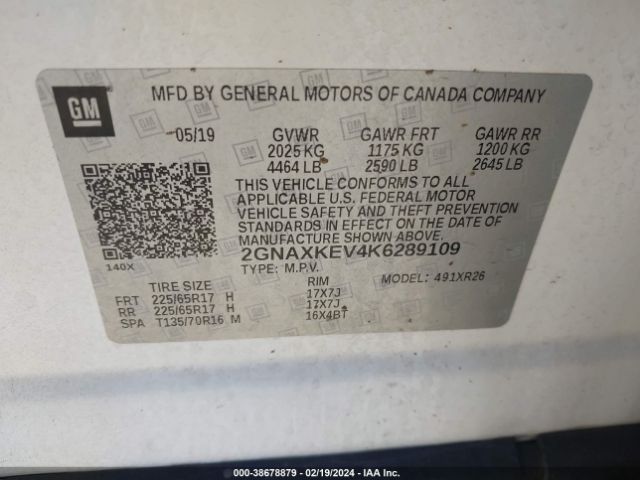 GM
MFD BY GENERAL MOTORS OF CANADA COMPANY
05/19 GVWR GAWR FRT GAWR RR
2025 KG 1175 KG 1200 KG
4464 LB 2590 LB 2645 LB
THIS VEHICLE CONFORMS TO ALL
APPLICABLE U.S. FEDERAL MOTOR
VEHICLE SAFETY AND THEFT PREVENTION
STANDARDS IN EFFECT ON THE DATE OF
MANUFACTURE SHOWN ABOVE.
140X
2GNAXKEV4K6289109
TYPE: M.P.V. MODEL: 491XR26
TIRE SIZE RIM
FRT 225/65R17 H 17X7J
RR 225/65R17 H 17X7J
SPA T135/70R16 M 16X4BT
000-38678879 - 02/19/2024 - IAA Inc.